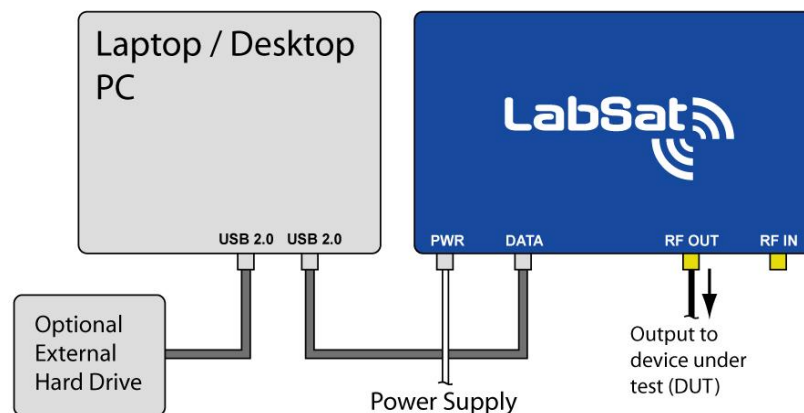 Laptop / Desktop
PC
LabSat
USB 2.0 USB 2.0
PWR DATA RF OUT RF IN
Optional
External
Hard Drive
Power Supply
Output to
device under
test (DUT)